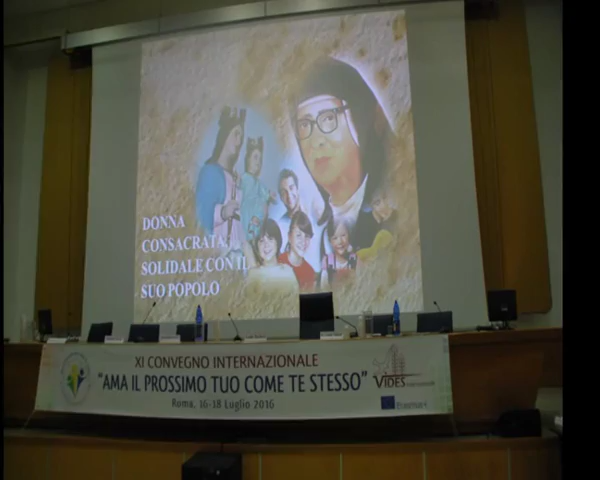 DONNA
CONSACRATA,
SOLIDALE CON IL
SUO POPOLO
XI CONVEGNO INTERNAZIONALE
"AMA IL PROSSIMO TUO COME TE STESSO"
Roma, 16-18 Luglio 2016
VIDES
Erasmus+